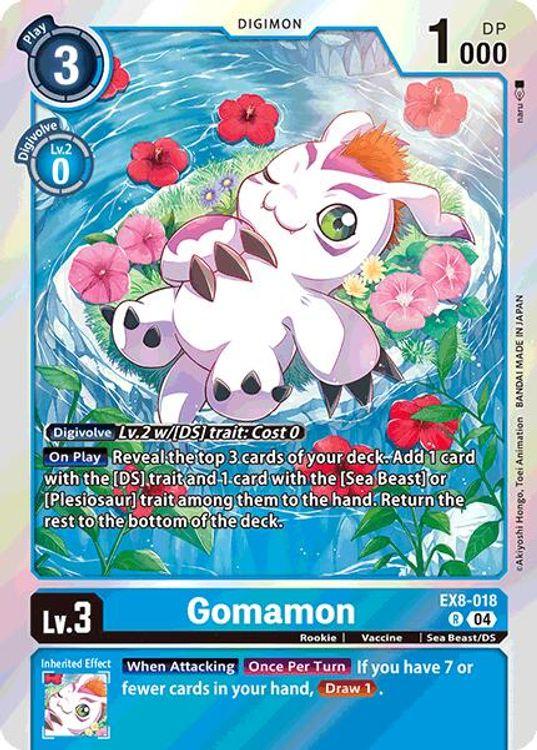 Play
3
DIGIMON
1000
DP
Digivolve
Lv.2
0
naru
Digivolve Lv.2 w/[DS] trait: Cost 0
On Play Reveal the top 3 cards of your deck. Add 1 card
with the [DS] trait and 1 card with the [Sea Beast] or
[Plesiosaur] trait among them to the hand. Return the
rest to the bottom of the deck.
©Akiyoshi Hongo, Toei Animation BANDAI MADE IN JAPAN
Lv.3
Gomamon
EX8-018
R 04
Rookie | Vaccine | Sea Beast/DS
Inherited Effect
When Attacking Once Per Turn If you have 7 or
fewer cards in your hand, Draw 1.